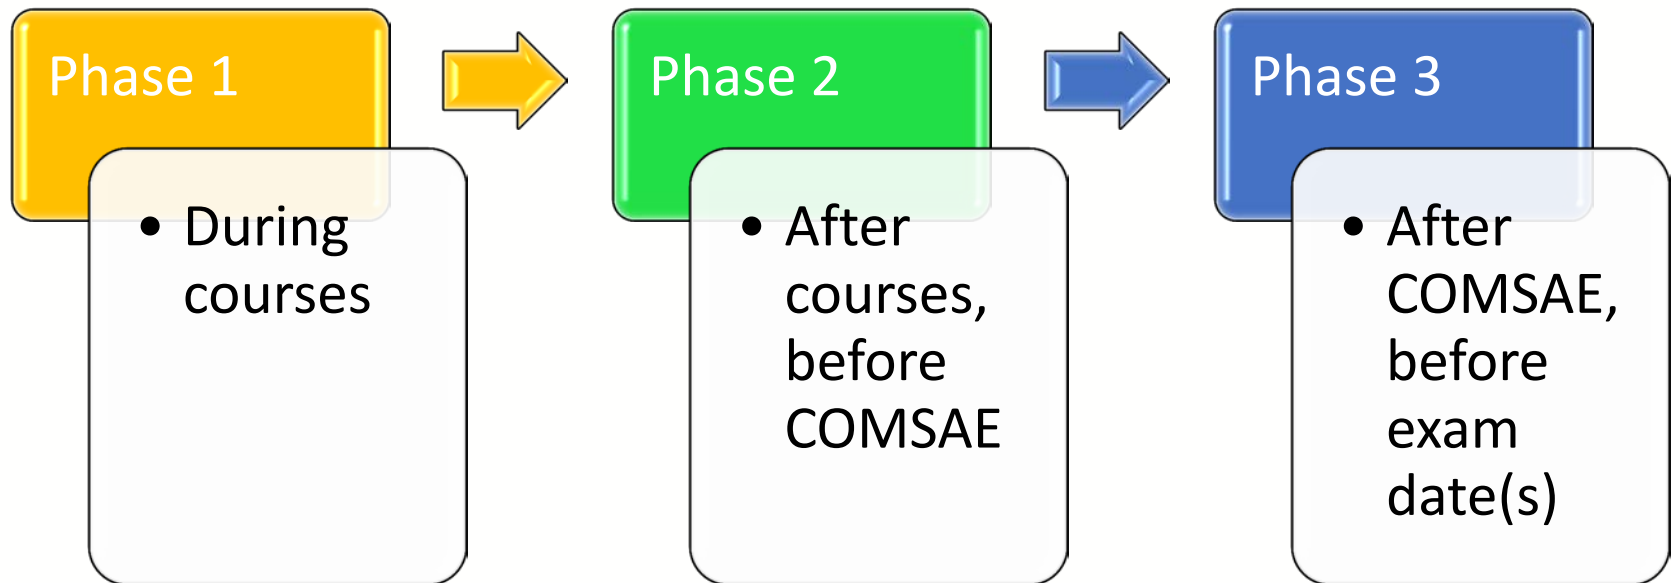 Phase 1
• During
courses
Phase 2
• After
courses,
before
COMSAE
Phase 3
• After
COMSAE,
before
exam
date(s)